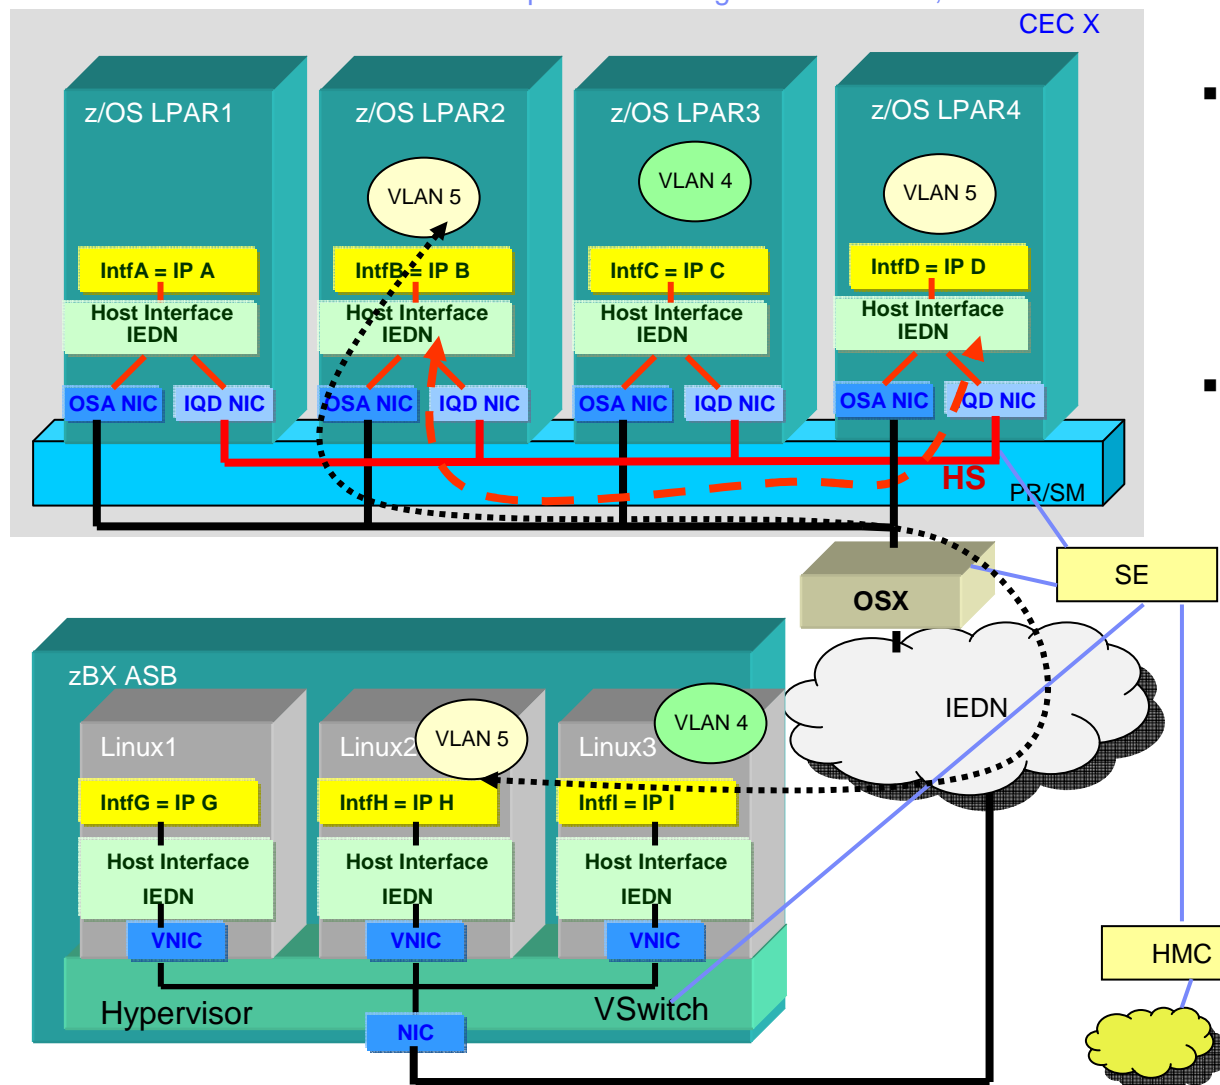 CEC X
z/OS LPAR1
z/OS LPAR2
z/OS LPAR3
z/OS LPAR4
VLAN 5
VLAN 4
VLAN 5
IntfA = IP A
IntfB = IP B
IntfC = IP C
IntfD = IP D
Host Interface
IEDN
Host Interface
IEDN
Host Interface
IEDN
Host Interface
IEDN
OSA NIC
IQD NIC
OSA NIC
IQD NIC
OSA NIC
IQD NIC
OSA NIC
IQD NIC
HS
PR/SM
SE
OSX
zBX ASB
IEDN
Linux1
Linux2
Linux3
VLAN 5
VLAN 4
IntfG = IP G
IntfH = IP H
IntfI = IP I
Host Interface
IEDN
Host Interface
IEDN
Host Interface
IEDN
VNIC
VNIC
VNIC
HMC
Hypervisor
VSwitch
NIC